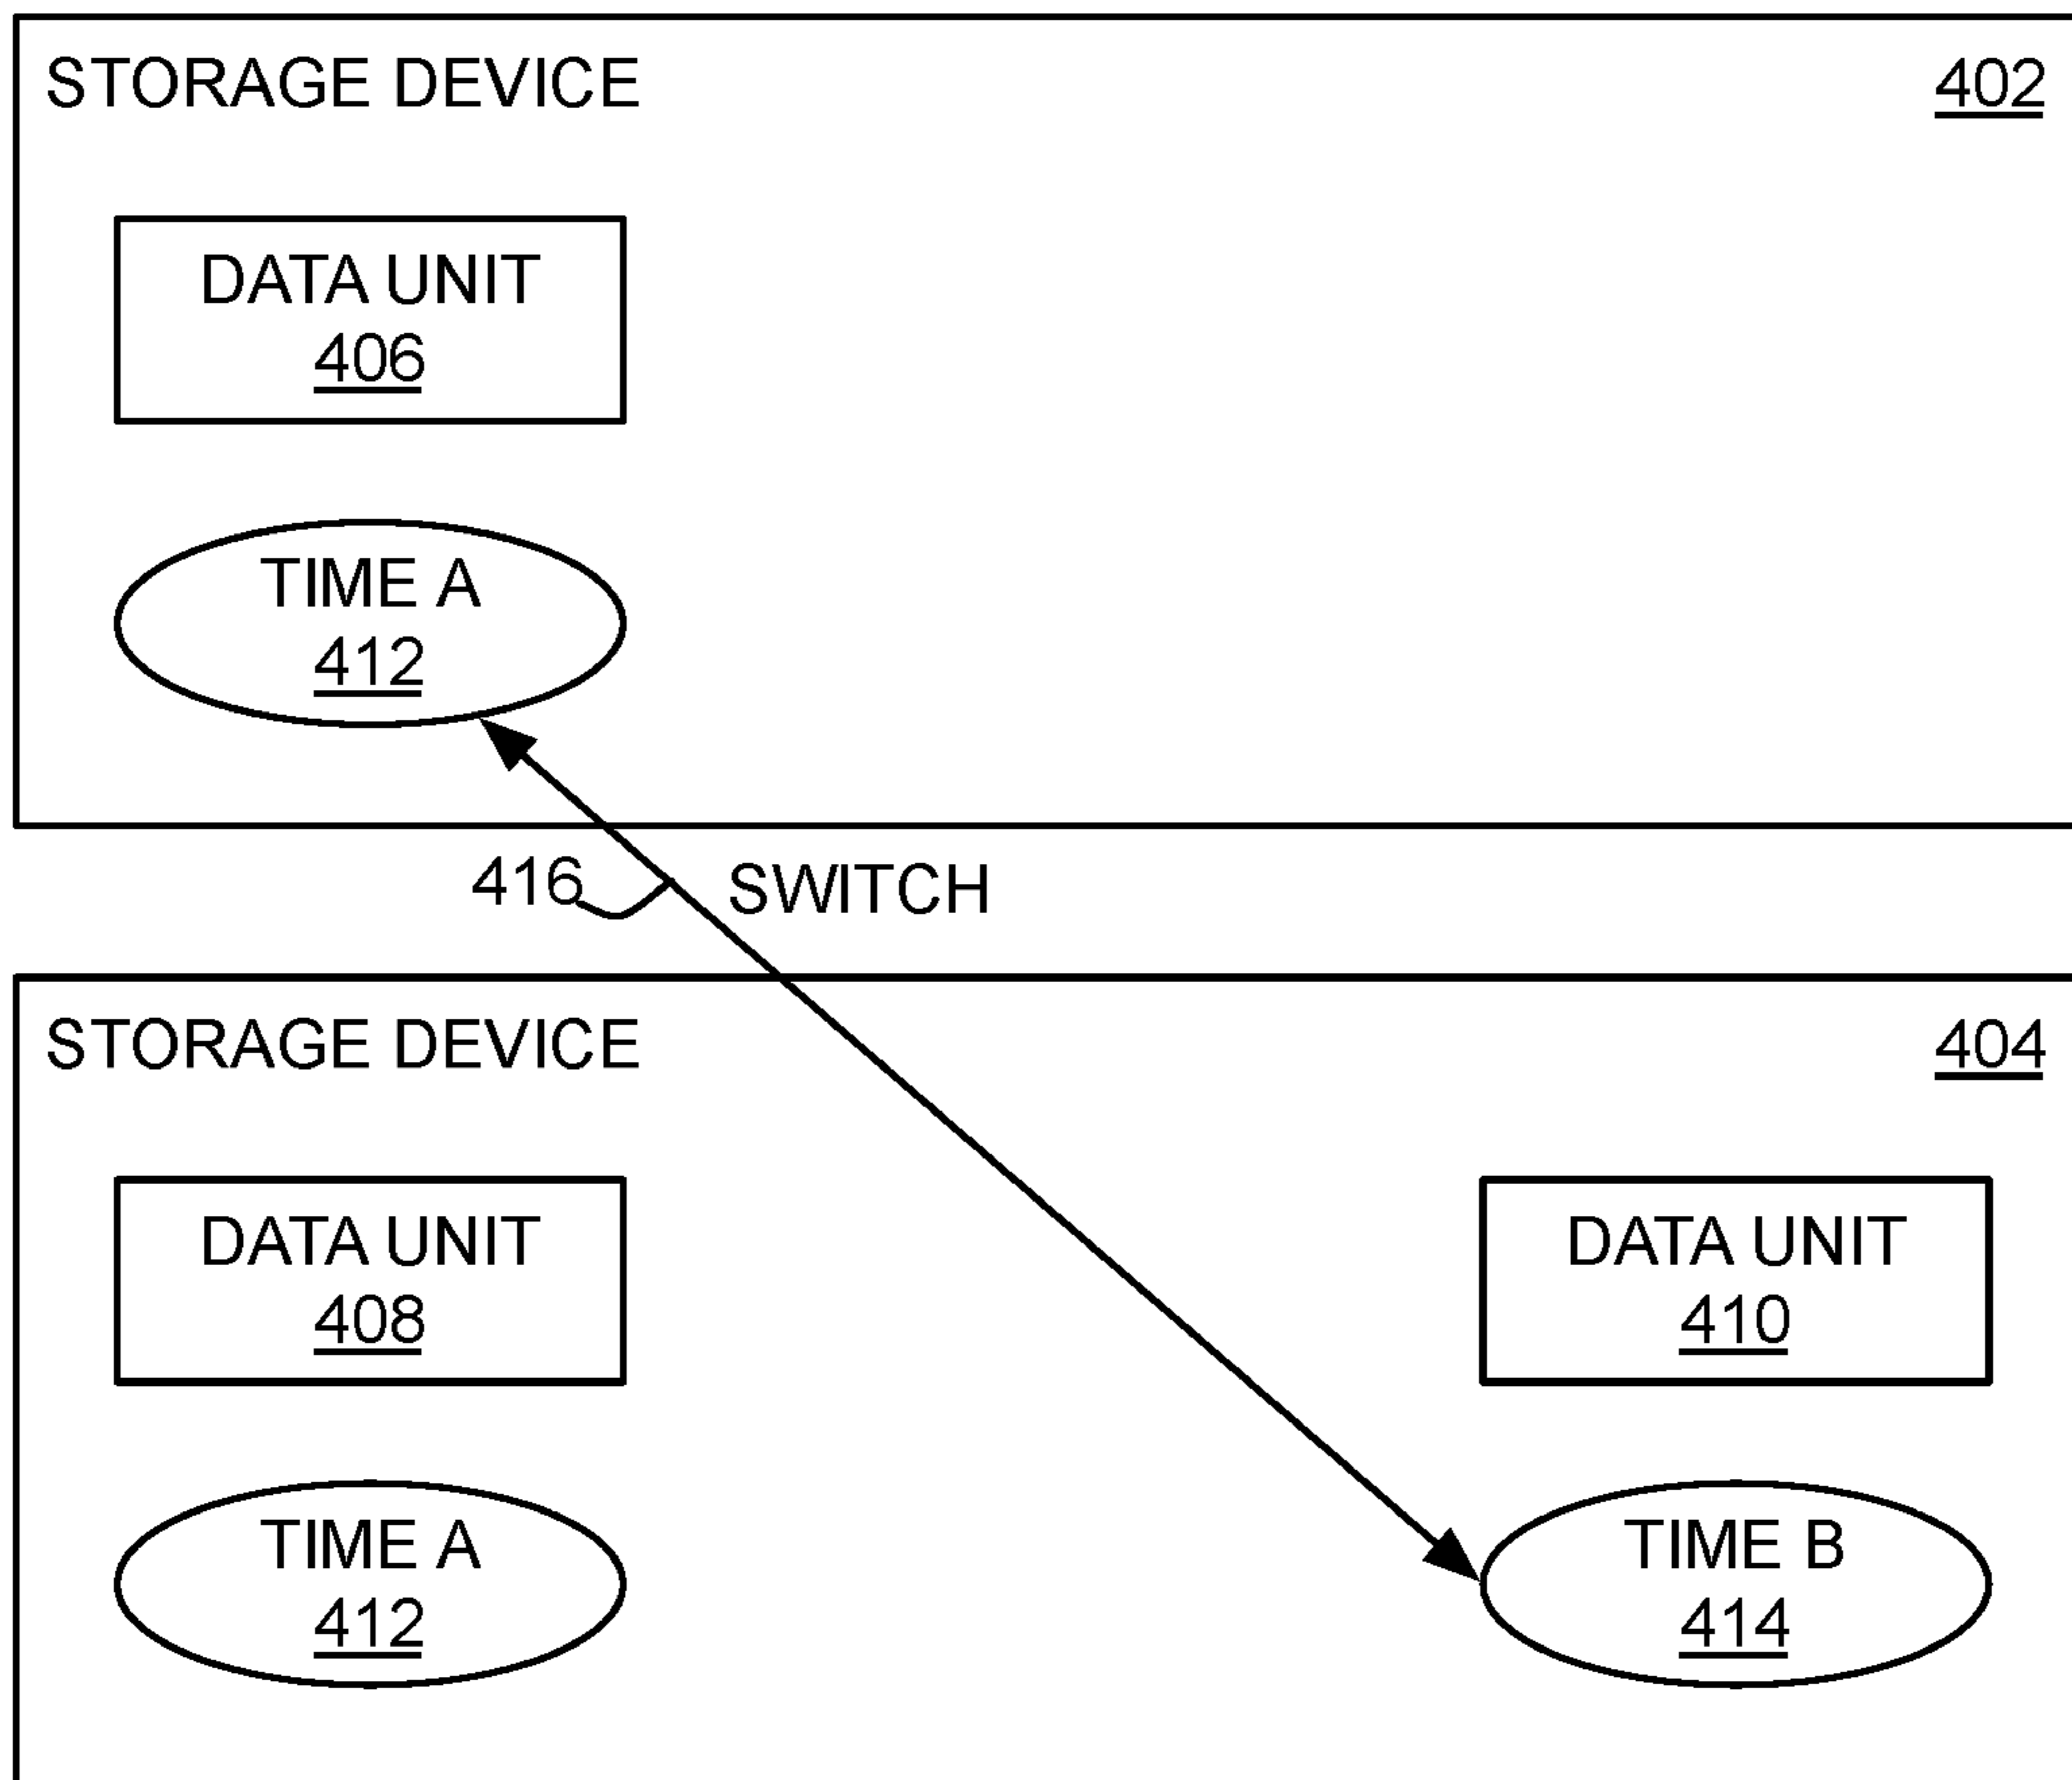 STORAGE DEVICE 402
DATA UNIT
406
TIME A
412
416 SWITCH
STORAGE DEVICE 404
DATA UNIT
408
DATA UNIT
410
TIME A
412
TIME B
414